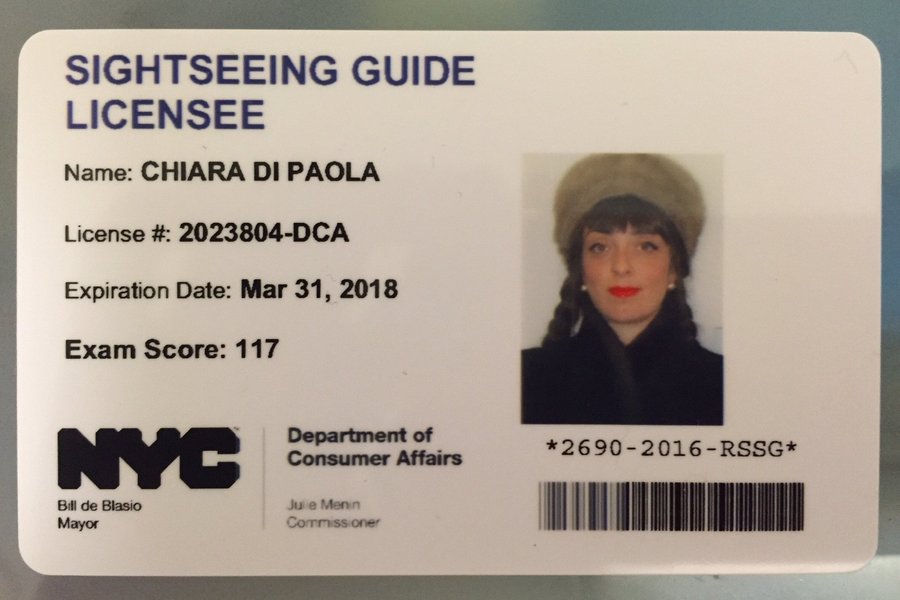 SIGHTSEEING GUIDE
LICENSEE
Name: CHIARA DI PAOLA
License #: 2023804-DCA
Expiration Date: Mar 31, 2018
Exam Score: 117
NYC
Bill de Blasio
Mayor
Department of
Consumer Affairs
Julie Menin
Commissioner
*2690-2016-RSSG*